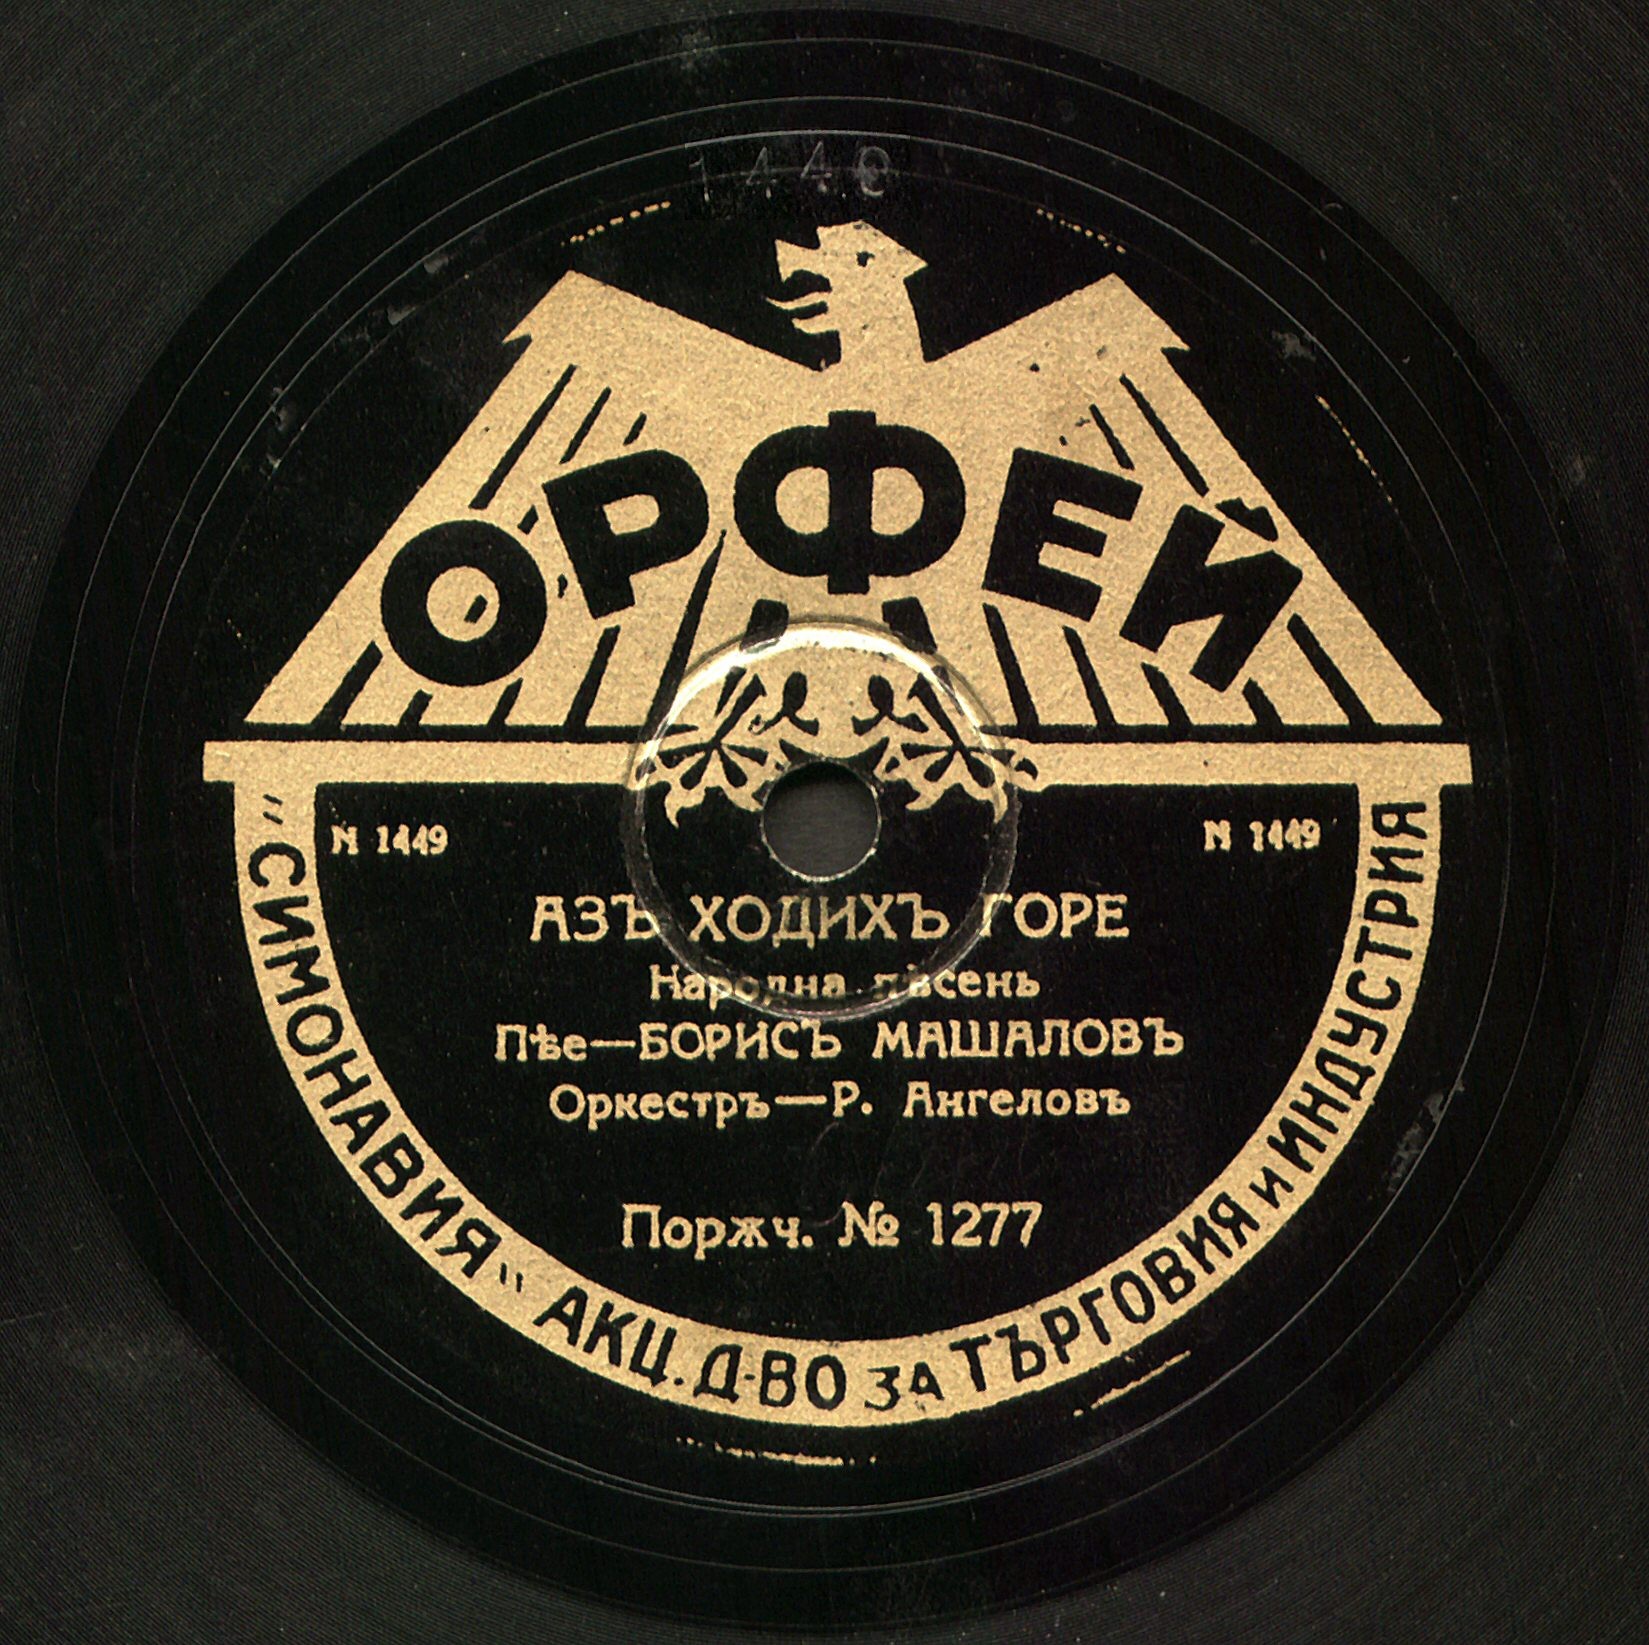 1449
ОРФЕЙ
N 1449
N 1449
АЗЪ ХОДИХЪ ГОРЕ
Народна пѣсень
Пѣе—БОРИСЪ МАШАЛОВЪ
Оркестръ—Р. Ангеловъ
Порѫч. № 1277
"СИМОНАВИЯ" АКЦ. Д-ВО ЗА ТЪРГОВИЯ и ИНДУСТРИЯ